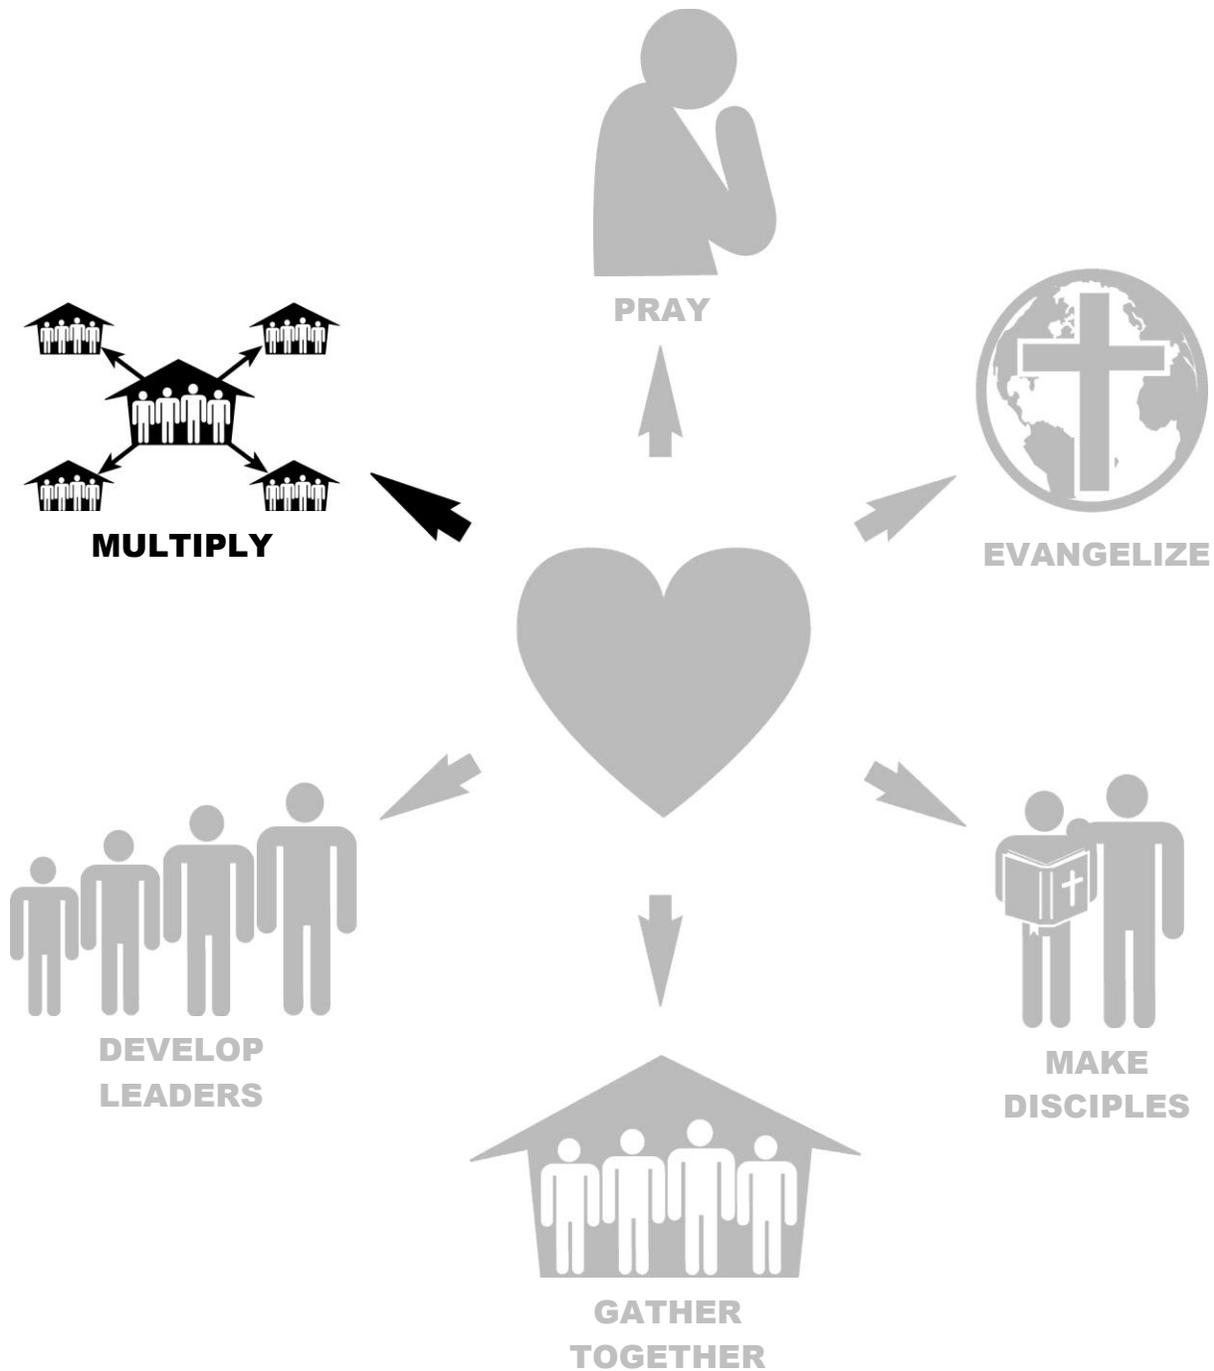 PRAY
EVANGELIZE
MULTIPLY
MAKE
DISCIPLES
DEVELOP
LEADERS
GATHER
TOGETHER